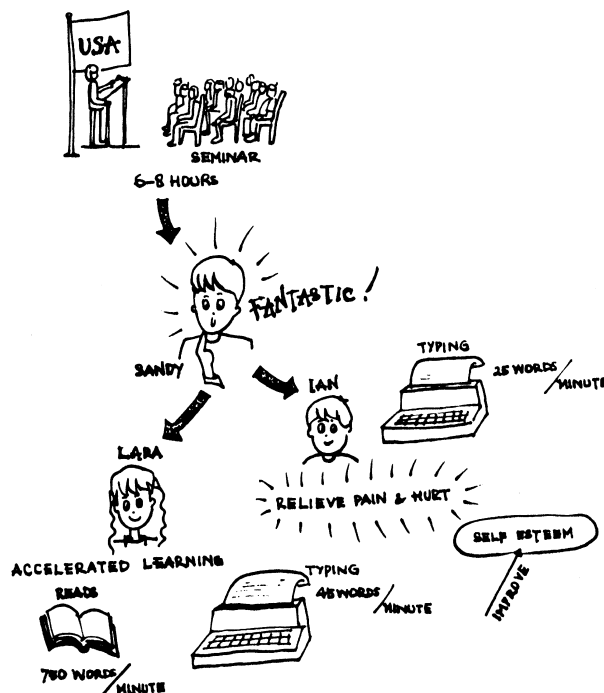 USA
SEMINAR
6-8 HOURS
FANTASTIC!
SANDY
IAN
TYPING
25 WORDS/
MINUTE
RELIEVE PAIN & HURT
SELF ESTEEM
IMPROVE
LARA
ACCELERATED LEARNING
READS
750 WORDS/
MINUTE
TYPING
45 WORDS/
MINUTE